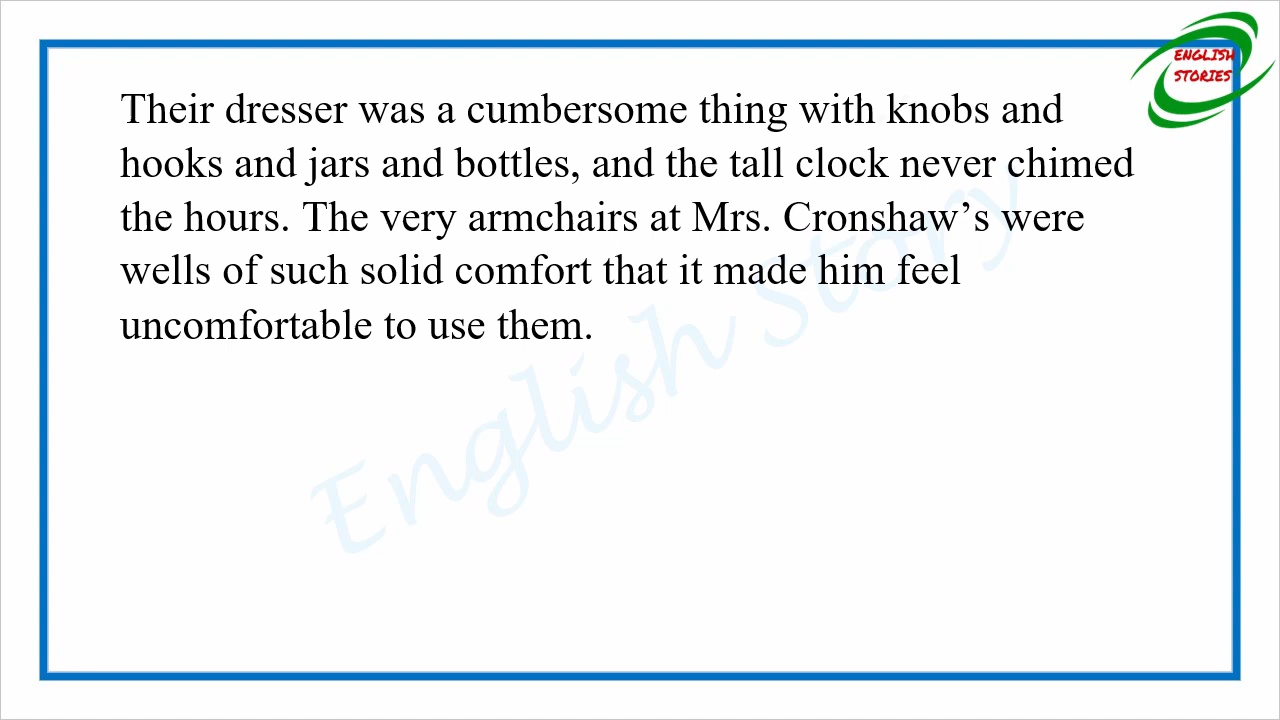 ENGLISH
STORIES
Their dresser was a cumbersome thing with knobs and
hooks and jars and bottles, and the tall clock never chimed
the hours. The very armchairs at Mrs. Cronshaw’s were
wells of such solid comfort that it made him feel
uncomfortable to use them.
English Story